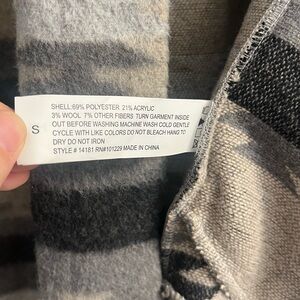 SHELL:69% POLYESTER 21% ACRYLIC
3% WOOL 7% OTHER FIBERS TURN GARMENT INSIDE
OUT BEFORE WASHING MACHINE WASH COLD GENTLE
CYCLE WITH LIKE COLORS DO NOT BLEACH HANG TO
DRY DO NOT IRON
STYLE # 14181 RN#101229 MADE IN CHINA
S